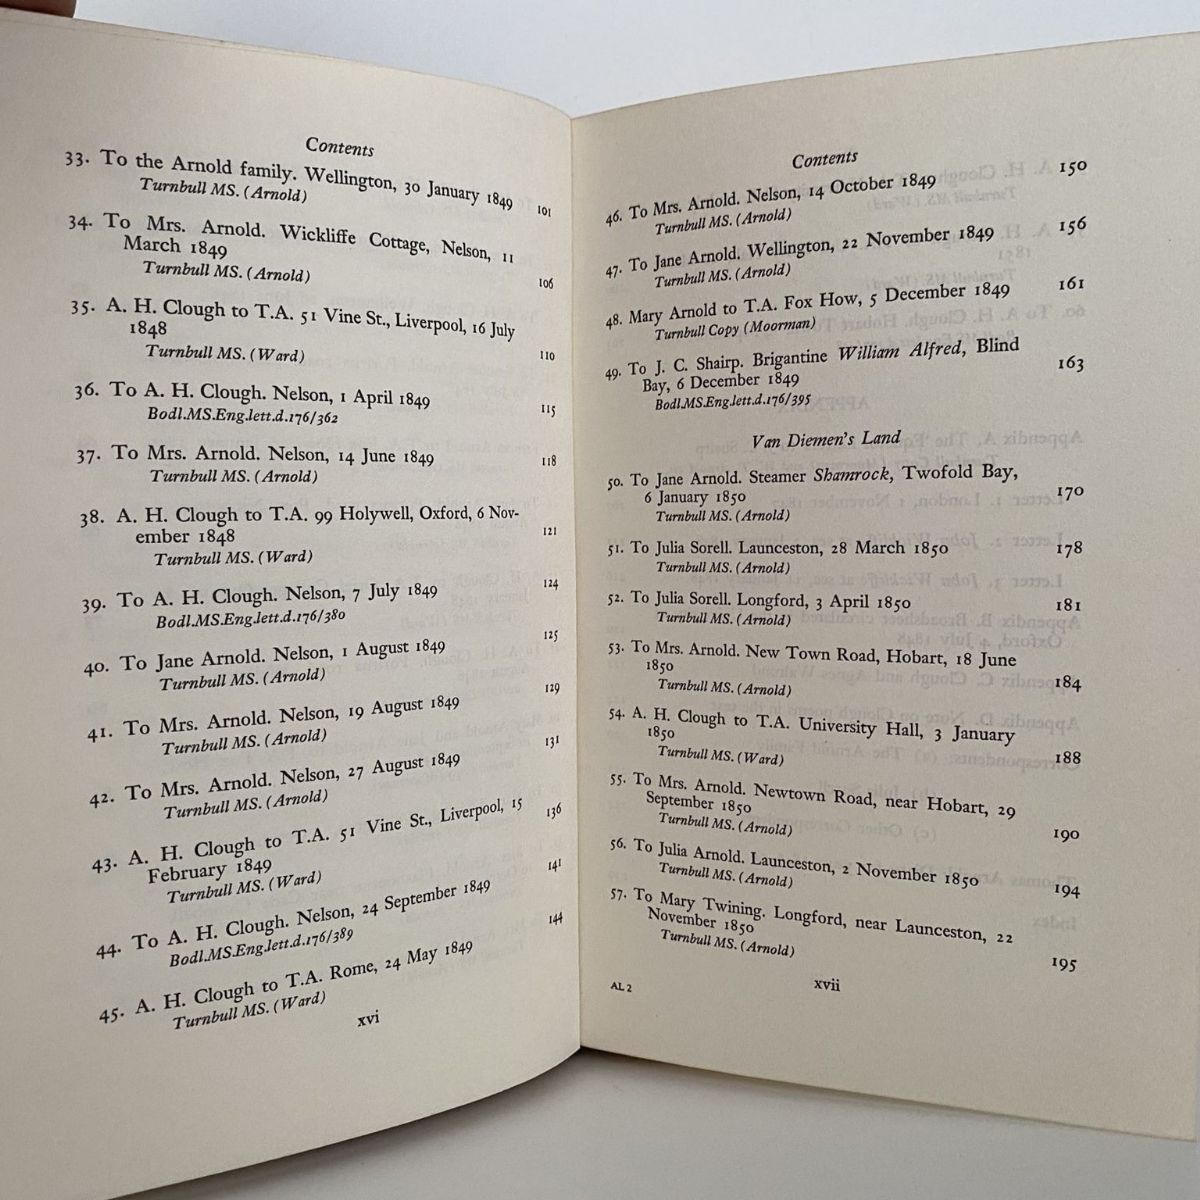 Contents
33. To the Arnold family. Wellington, 30 January 1849 101
Turnbull MS. (Arnold)
34. To Mrs. Arnold. Wickliffe Cottage, Nelson, 11
March 1849
Turnbull MS. (Arnold) 106
35. A. H. Clough to T.A. 51 Vine St., Liverpool, 16 July
1848
Turnbull MS. (Ward) 110
36. To A. H. Clough. Nelson, 1 April 1849 115
Bodl.MS.Eng.lett.d.176/362
37. To Mrs. Arnold. Nelson, 14 June 1849 118
Turnbull MS. (Arnold)
38. A. H. Clough to T.A. 99 Holywell, Oxford, 6 Nov-
ember 1848 121
Turnbull MS. (Ward)
39. To A. H. Clough. Nelson, 7 July 1849 124
Bodl.MS.Eng.lett.d.176/380
40. To Jane Arnold. Nelson, 1 August 1849 125
Turnbull MS. (Arnold)
41. To Mrs. Arnold. Nelson, 19 August 1849 129
Turnbull MS. (Arnold)
42. To Mrs. Arnold. Nelson, 27 August 1849 131
Turnbull MS. (Arnold)
43. A. H. Clough to T.A. 51 Vine St., Liverpool, 15
February 1849 136
Turnbull MS. (Ward)
44. To A. H. Clough. Nelson, 24 September 1849 141
Bodl.MS.Eng.lett.d.176/389
45. A. H. Clough to T.A. Rome, 24 May 1849 144
Turnbull MS. (Ward)
xvi
Contents
46. To Mrs. Arnold. Nelson, 14 October 1849 150
Turnbull MS. (Arnold)
47. To Jane Arnold. Wellington, 22 November 1849 156
Turnbull MS. (Arnold)
48. Mary Arnold to T.A. Fox How, 5 December 1849 161
Turnbull Copy (Moorman)
49. To J. C. Shairp. Brigantine William Alfred, Blind
Bay, 6 December 1849 163
Bodl.MS.Eng.lett.d.176/395
Van Diemen's Land
50. To Jane Arnold. Steamer Shamrock, Twofold Bay,
6 January 1850 170
Turnbull MS. (Arnold)
51. To Julia Sorell. Launceston, 28 March 1850 178
Turnbull MS. (Arnold)
52. To Julia Sorell. Longford, 3 April 1850 181
Turnbull MS. (Arnold)
53. To Mrs. Arnold. New Town Road, Hobart, 18 June
1850
Turnbull MS. (Arnold) 184
54. A. H. Clough to T.A. University Hall, 3 January
1850
Turnbull MS. (Ward) 188
55. To Mrs. Arnold. Newtown Road, near Hobart, 29
September 1850
Turnbull MS. (Arnold) 190
56. To Julia Arnold. Launceston, 2 November 1850 194
Turnbull MS. (Arnold)
57. To Mary Twining. Longford, near Launceston, 22
November 1850
Turnbull MS. (Arnold) 195
AL 2
xvii